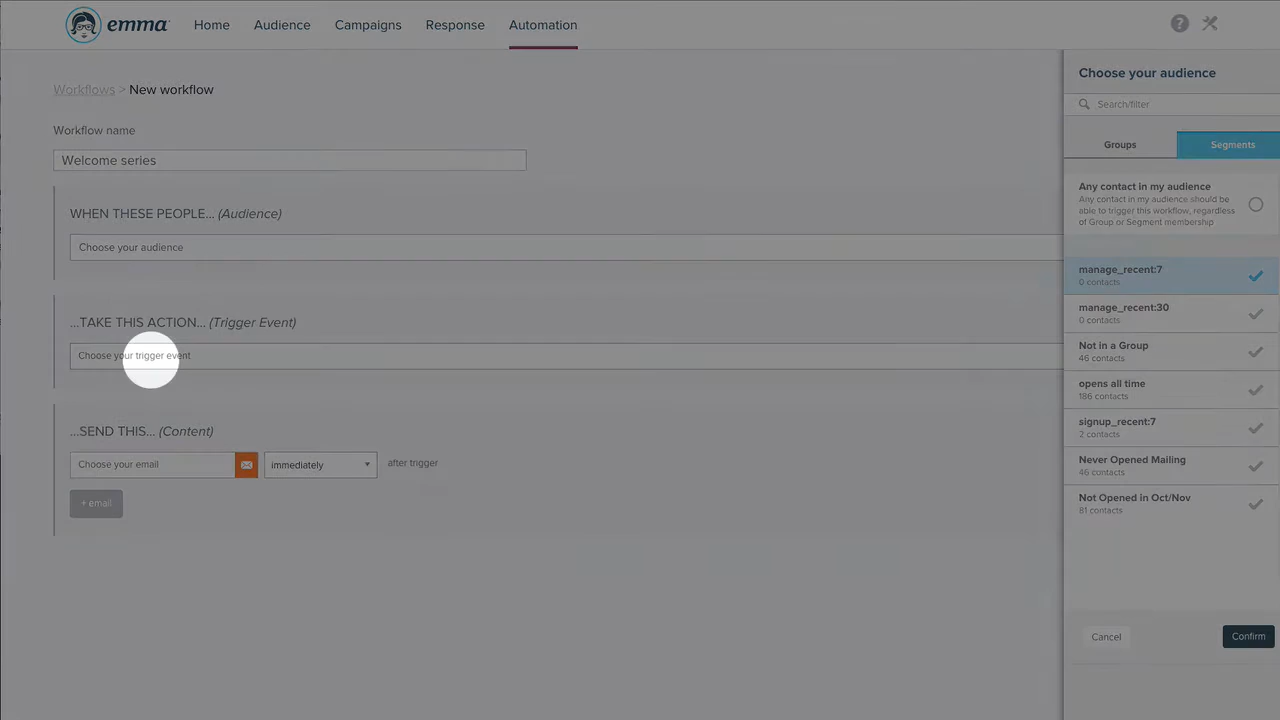 emma
Home
Audience
Campaigns
Response
Automation
?
Workflows > New workflow
Workflow name
Welcome series
WHEN THESE PEOPLE... (Audience)
Choose your audience
...TAKE THIS ACTION... (Trigger Event)
Choose your trigger event
...SEND THIS... (Content)
Choose your email
immediately
after trigger
+ email
Choose your audience
Search/filter
Groups
Segments
Any contact in my audience
Any contact in my audience should be
able to trigger this workflow, regardless
of Group or Segment membership
manage_recent:7
0 contacts
manage_recent:30
0 contacts
Not in a Group
46 contacts
opens all time
186 contacts
signup_recent:7
2 contacts
Never Opened Mailing
46 contacts
Not Opened in Oct/Nov
81 contacts
Cancel
Confirm